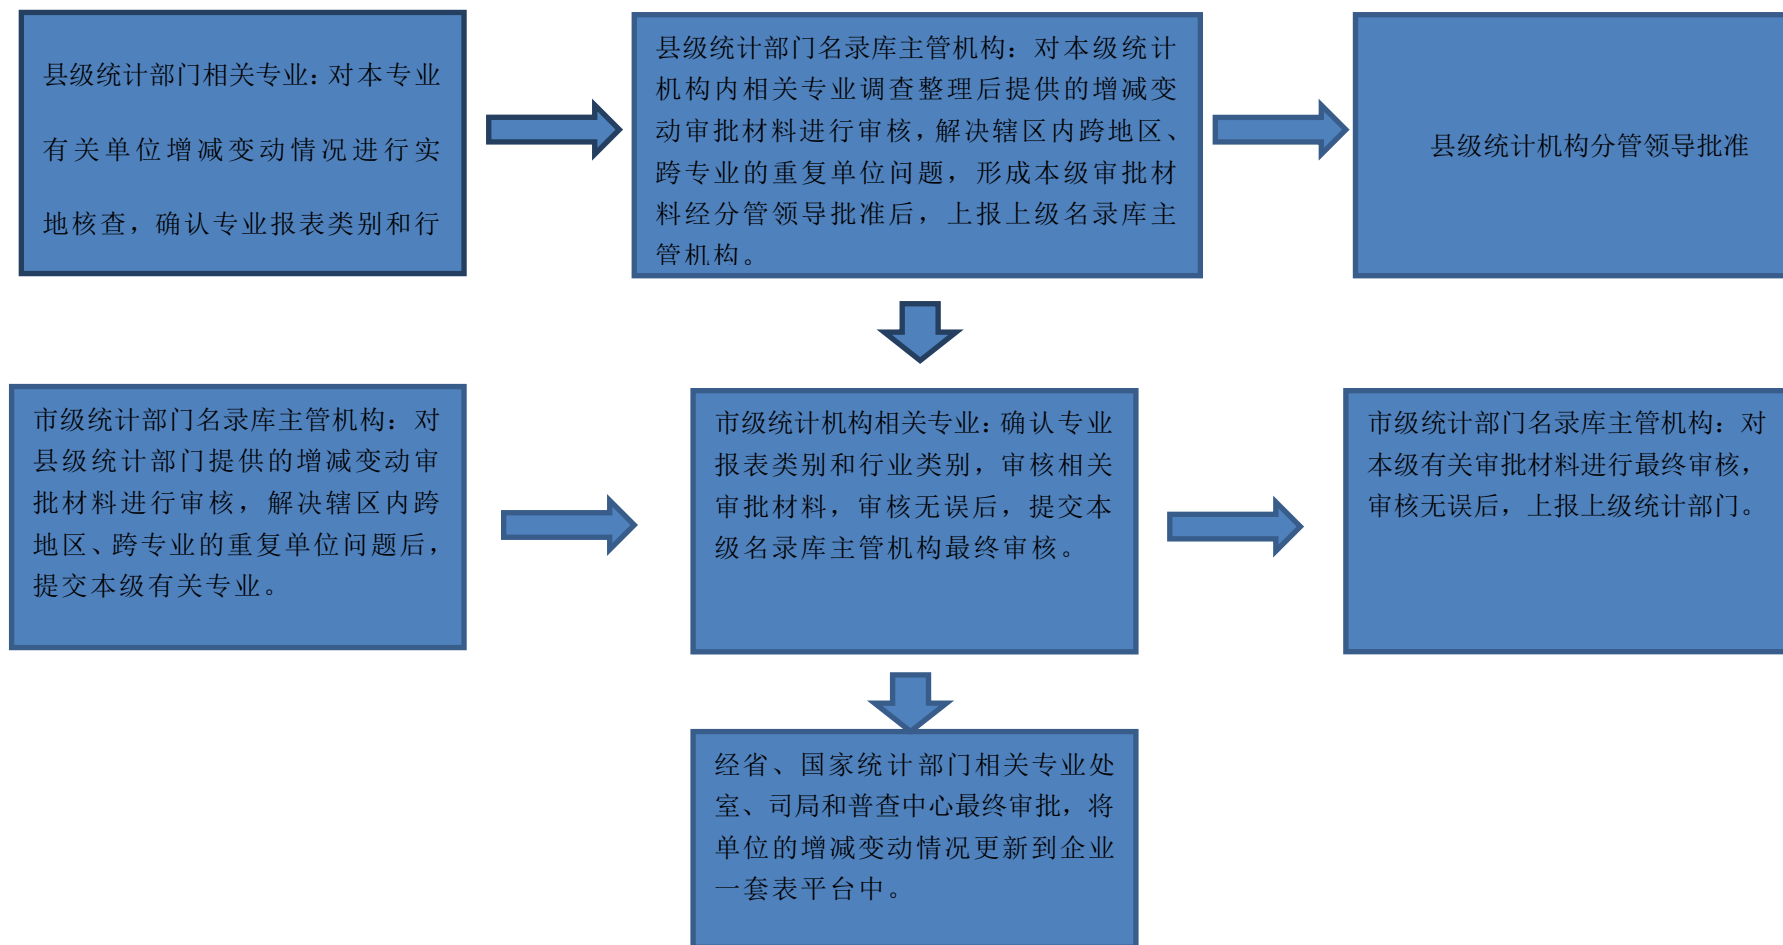 县级统计部门相关专业：对本专业
有关单位增减变动情况进行实
地核查，确认专业报表类别和行
县级统计部门名录库主管机构：对本级统计
机构内相关专业调查整理后提供的增减变
动审批材料进行审核，解决辖区内跨地区、
跨专业的重复单位问题，形成本级审批材
料经分管领导批准后，上报上级名录库主
管机构。
县级统计机构分管领导批准
市级统计部门名录库主管机构：对
县级统计部门提供的增减变动审
批材料进行审核，解决辖区内跨
地区、跨专业的重复单位问题后，
提交本级有关专业。
市级统计机构相关专业：确认专业
报表类别和行业类别，审核相关
审批材料，审核无误后，提交本
级名录库主管机构最终审核。
市级统计部门名录库主管机构：对
本级有关审批材料进行最终审核，
审核无误后，上报上级统计部门。
经省、国家统计部门相关专业处
室、司局和普查中心最终审批，将
单位的增减变动情况更新到企业
一套表平台中。